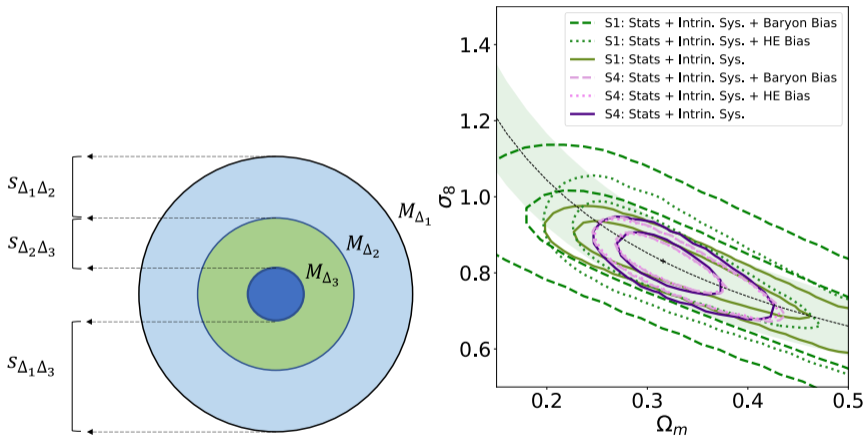 s_{Δ₁Δ₂}
s_{Δ₂Δ₃}
s_{Δ₁Δ₃}
M_{Δ₁}
M_{Δ₂}
M_{Δ₃}
S1: Stats + Intrin. Sys. + Baryon Bias
S1: Stats + Intrin. Sys. + HE Bias
S1: Stats + Intrin. Sys.
S4: Stats + Intrin. Sys. + Baryon Bias
S4: Stats + Intrin. Sys. + HE Bias
S4: Stats + Intrin. Sys.
1.4
1.2
1.0
0.8
0.6
σ₈
0.2 0.3 0.4 0.5
Ωₘ